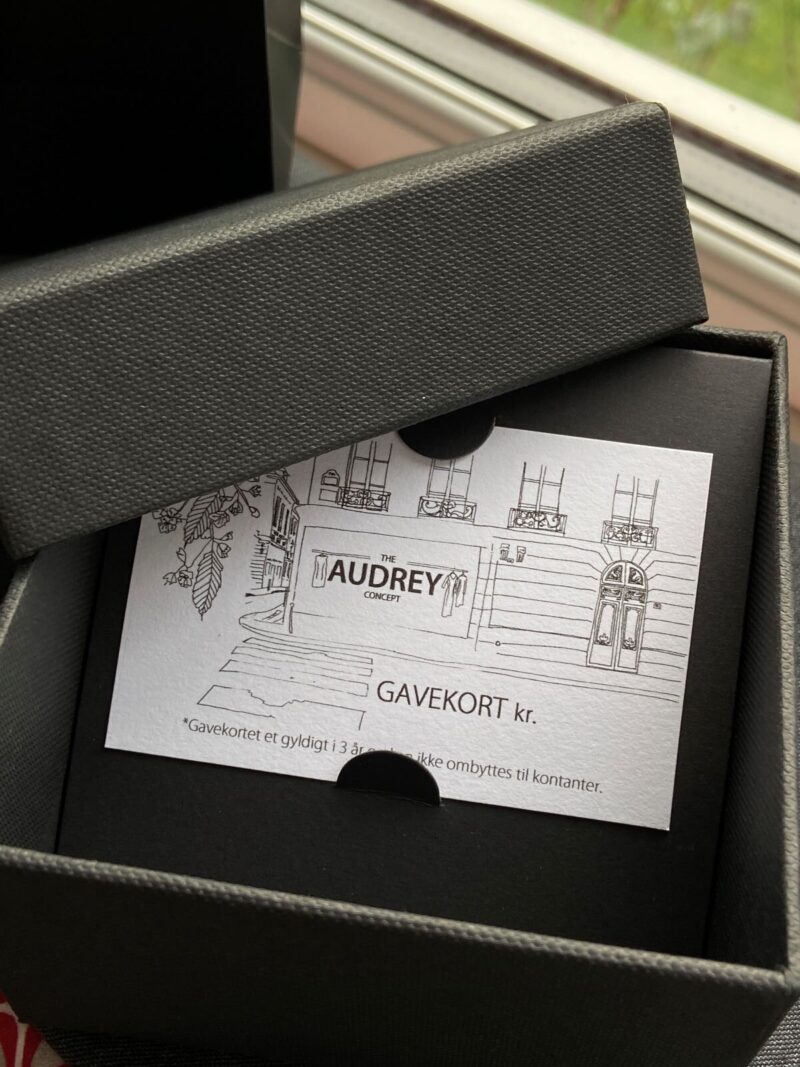 THE
AUDREY
CONCEPT
GAVEKORT kr.
*Gavekortet et gyldigt i 3 år ikke ombyttes til kontanter.